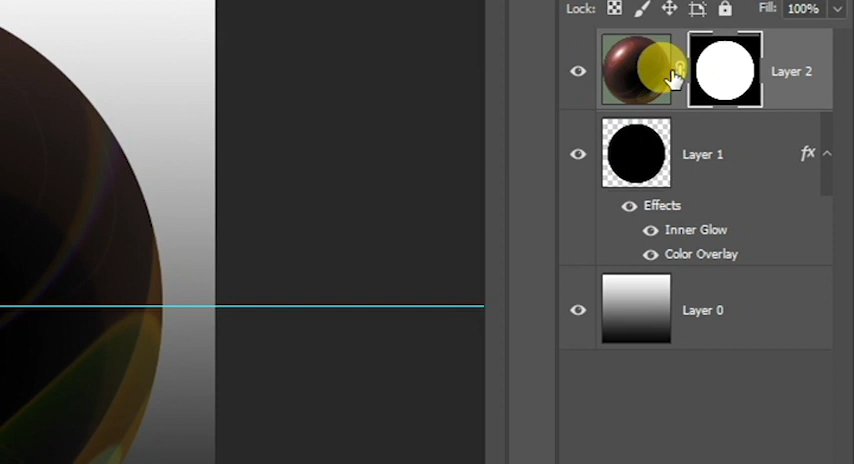 Lock: Fill: 100%
Layer 2
Layer 1 fx
Effects
Inner Glow
Color Overlay
Layer 0